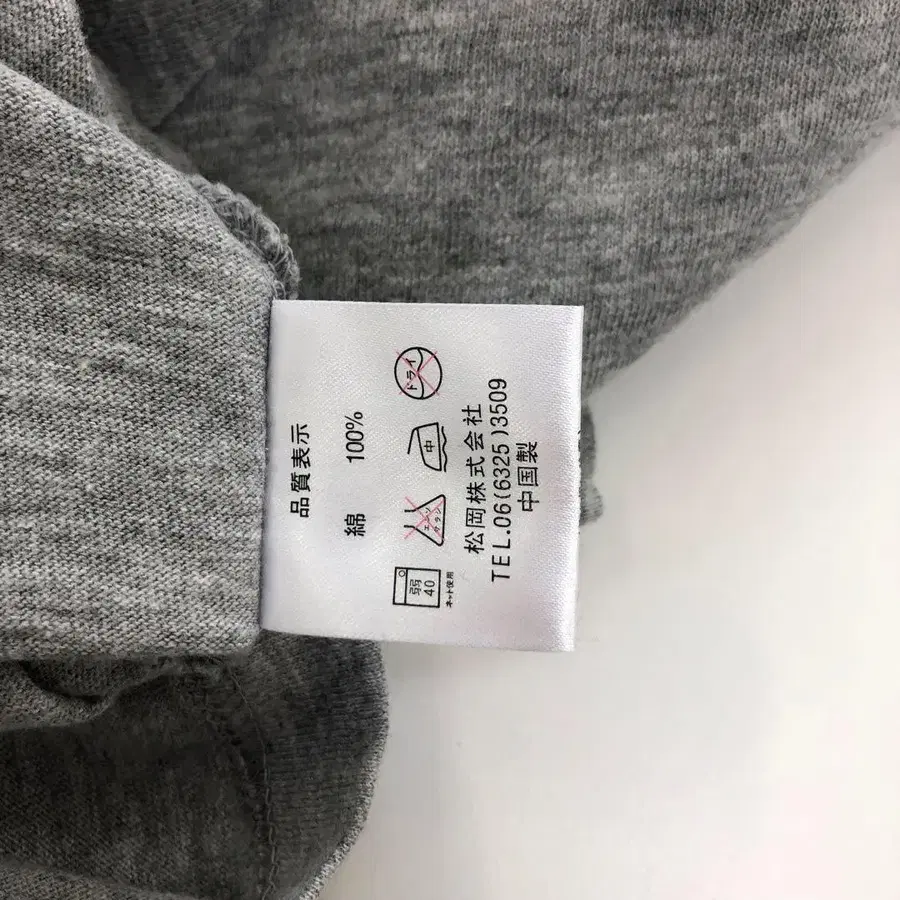 品質表示
綿 100%
弱
40
ネット使用
エンソ
サラシ
中
ドライ
松岡株式会社
TEL.06(6325)3509
中国製